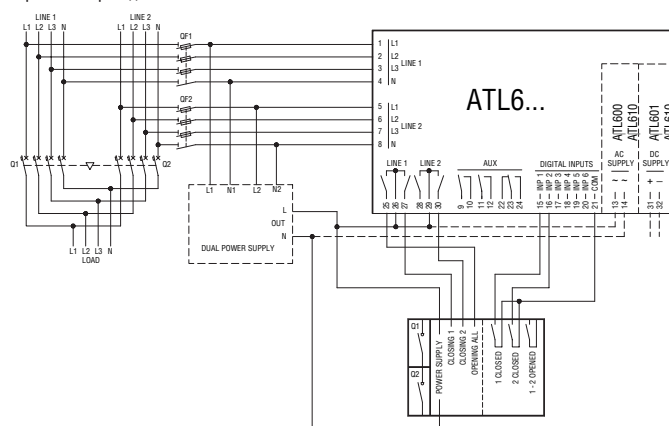 LINE 1
LINE 2
L1 L2 L3 N
L1 L2 L3 N
QF1
1 L1
2 L2
3 L3
4 N
LINE 1
QF2
5 L1
6 L2
7 L3
8 N
LINE 2
ATL6...
ATL600
ATL610
ATL601
AC
SUPPLY
DC
SUPPLY
Q1
Q2
LINE 1
LINE 2
AUX
DIGITAL INPUTS
INP 1
INP 2
INP 3
INP 4
INP 5
INP 6
COM
~ ~
+ –
25
26
27
28
29
30
9
10
11
12
22
23
24
15
16
17
18
19
20
21
13
14
31
32
L1 N1 L2 N2
L
OUT
N
DUAL POWER SUPPLY
L1 L2 L3 N
LOAD
Q1
Q2
POWER SUPPLY
CLOSING 1
CLOSING 2
OPENING ALL
1 CLOSED
2 CLOSED
1 - 2 OPENED